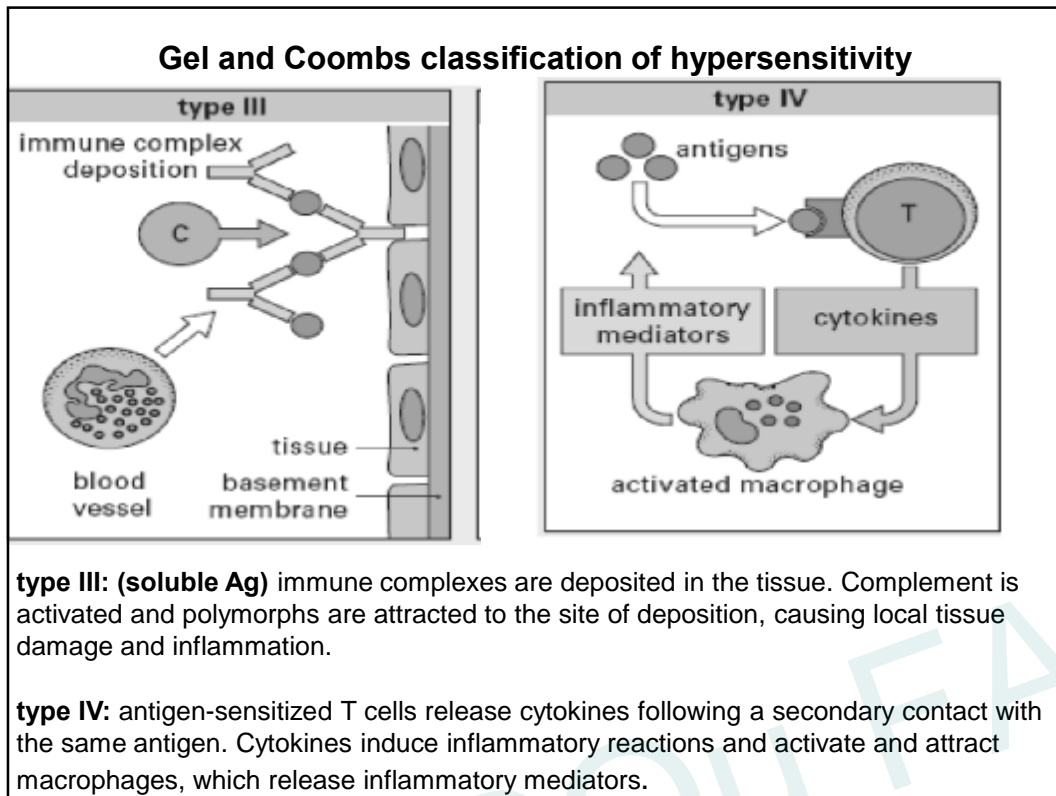 Gel and Coombs classification of hypersensitivity
type III
immune complex
deposition
C
blood
vessel
tissue
basement
membrane
type IV
antigens
T
inflammatory
mediators
cytokines
activated macrophage
type III: (soluble Ag) immune complexes are deposited in the tissue. Complement is
activated and polymorphs are attracted to the site of deposition, causing local tissue
damage and inflammation.
type IV: antigen-sensitized T cells release cytokines following a secondary contact with
the same antigen. Cytokines induce inflammatory reactions and activate and attract
macrophages, which release inflammatory mediators.